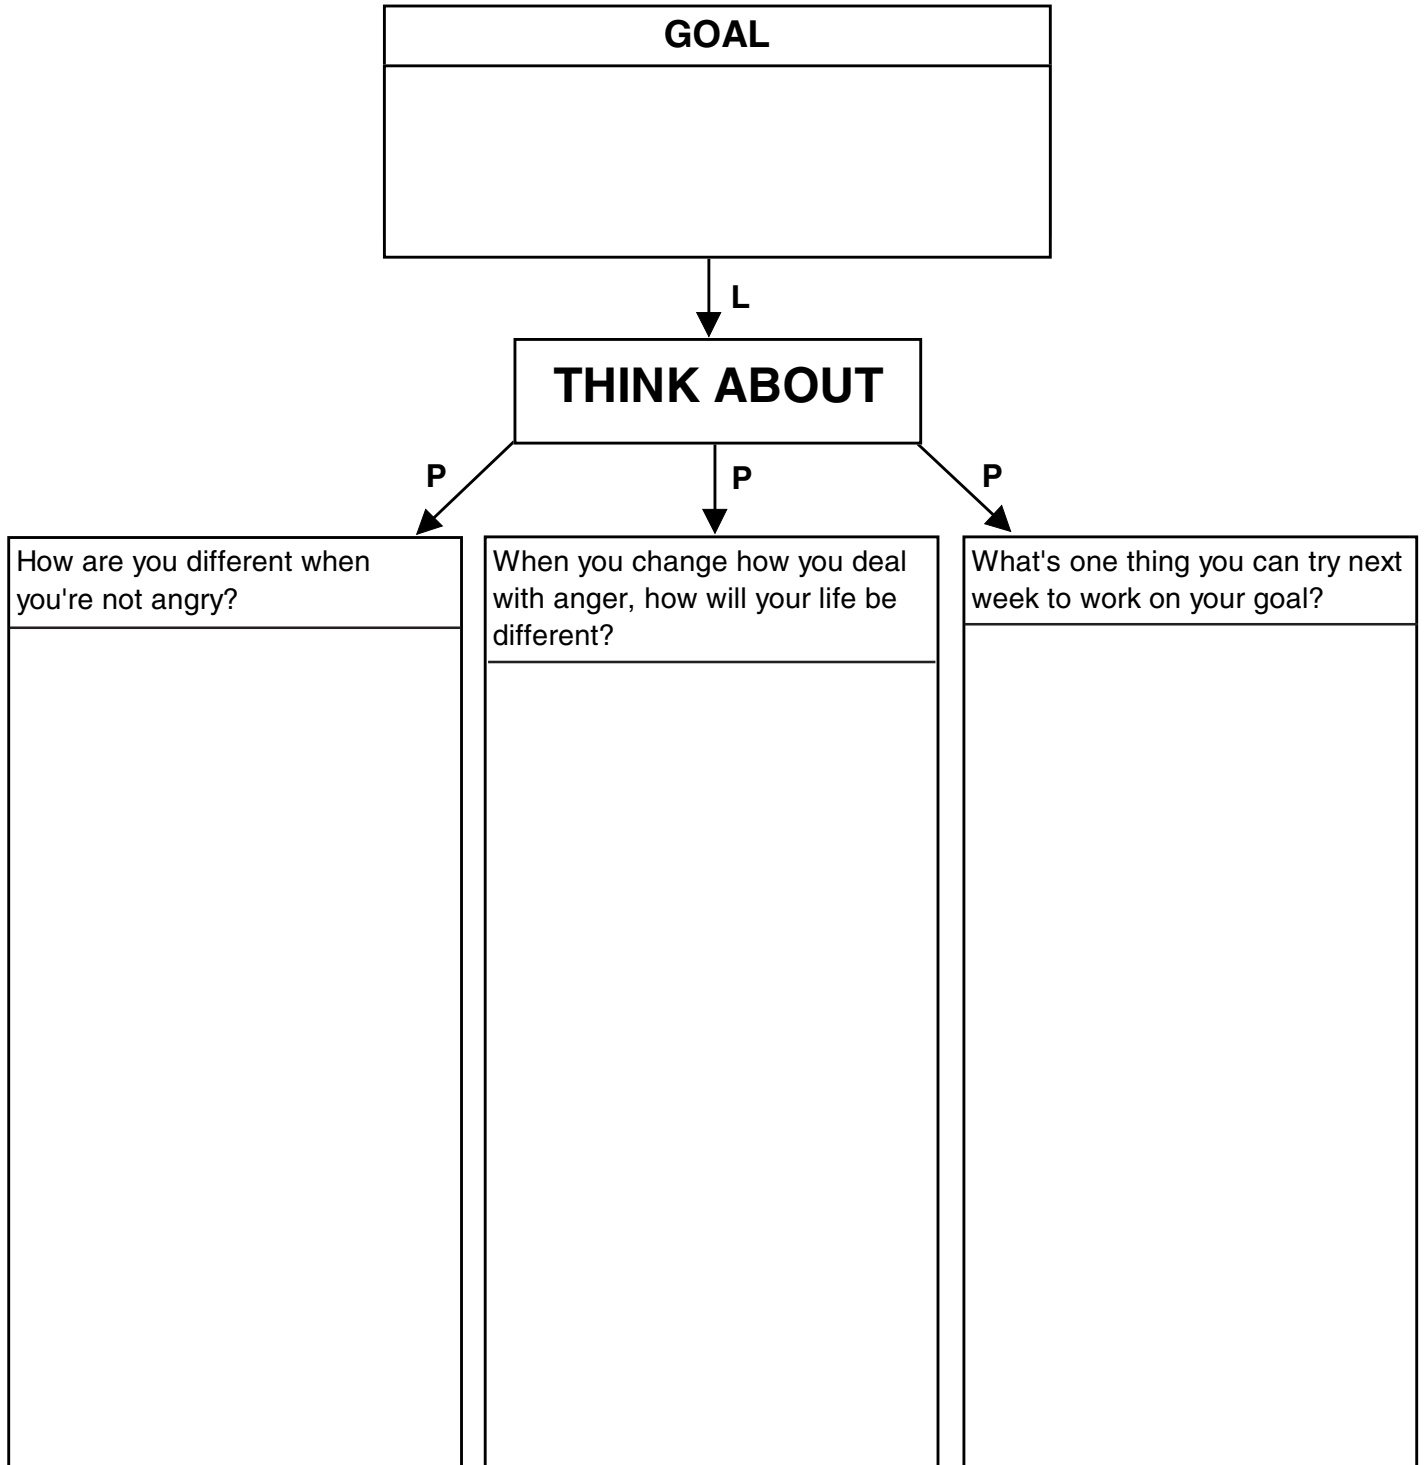 GOAL
L
THINK ABOUT
P
P
P
How are you different when
you're not angry?
When you change how you deal
with anger, how will your life be
different?
What's one thing you can try next
week to work on your goal?